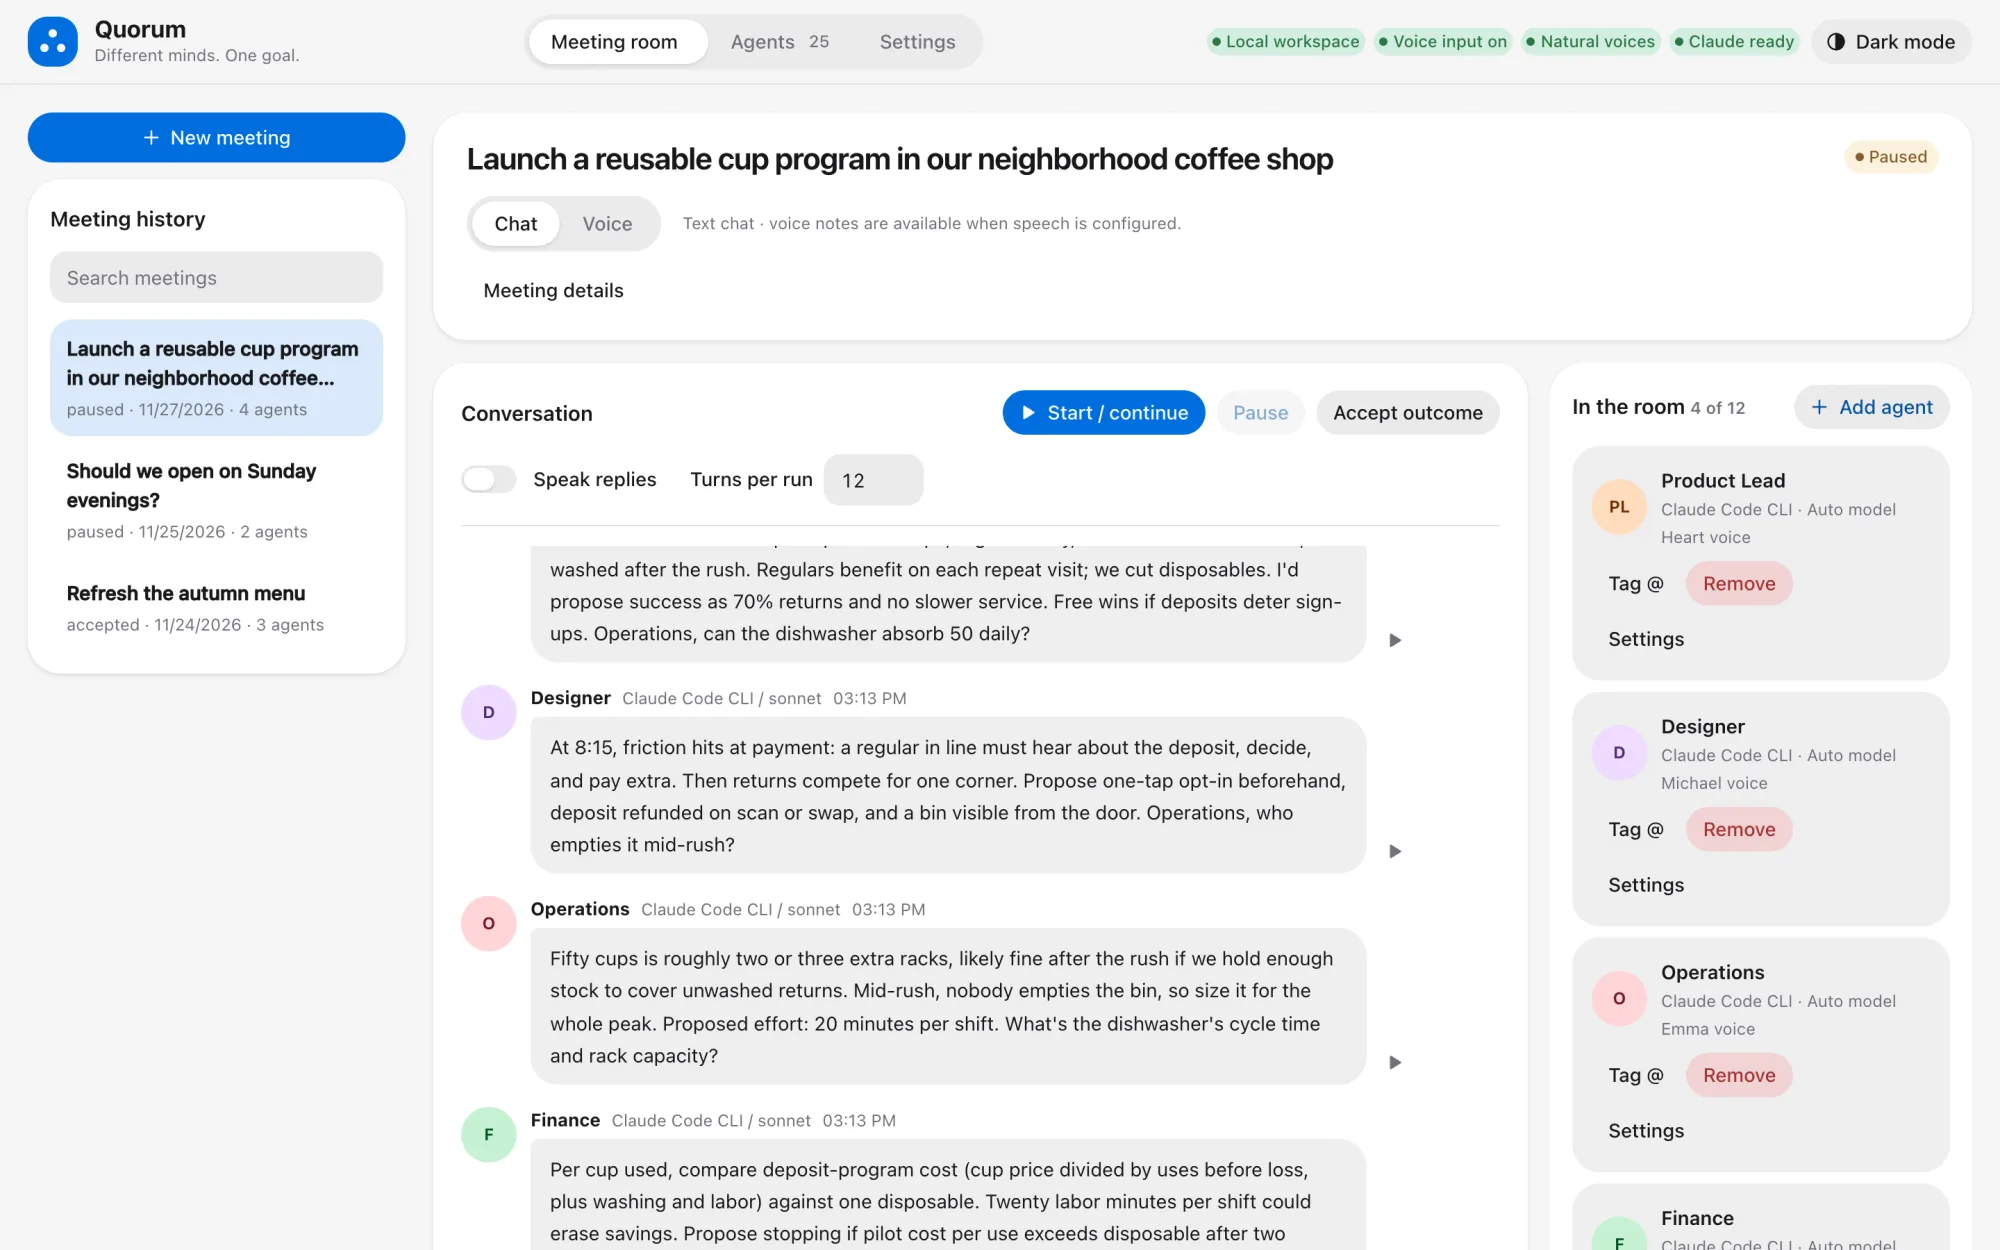 Quorum
Different minds. One goal.
Meeting room
Agents 25
Settings
Local workspace
Voice input on
Natural voices
Claude ready
Dark mode
+ New meeting
Meeting history
Search meetings
Launch a reusable cup program
in our neighborhood coffee...
paused · 11/27/2026 · 4 agents
Should we open on Sunday
evenings?
paused · 11/25/2026 · 2 agents
Refresh the autumn menu
accepted · 11/24/2026 · 3 agents
Launch a reusable cup program in our neighborhood coffee shop
Paused
Chat
Voice
Text chat · voice notes are available when speech is configured.
Meeting details
Conversation
Start / continue
Pause
Accept outcome
Speak replies
Turns per run
12
washed after the rush. Regulars benefit on each repeat visit; we cut disposables. I'd
propose success as 70% returns and no slower service. Free wins if deposits deter sign-
ups. Operations, can the dishwasher absorb 50 daily?
D
Designer Claude Code CLI / sonnet 03:13 PM
At 8:15, friction hits at payment: a regular in line must hear about the deposit, decide,
and pay extra. Then returns compete for one corner. Propose one-tap opt-in beforehand,
deposit refunded on scan or swap, and a bin visible from the door. Operations, who
empties it mid-rush?
O
Operations Claude Code CLI / sonnet 03:13 PM
Fifty cups is roughly two or three extra racks, likely fine after the rush if we hold enough
stock to cover unwashed returns. Mid-rush, nobody empties the bin, so size it for the
whole peak. Proposed effort: 20 minutes per shift. What's the dishwasher's cycle time
and rack capacity?
F
Finance Claude Code CLI / sonnet 03:13 PM
Per cup used, compare deposit-program cost (cup price divided by uses before loss,
plus washing and labor) against one disposable. Twenty labor minutes per shift could
erase savings. Propose stopping if pilot cost per use exceeds disposable after two
In the room 4 of 12
+ Add agent
PL
Product Lead
Claude Code CLI · Auto model
Heart voice
Tag @
Remove
Settings
D
Designer
Claude Code CLI · Auto model
Michael voice
Tag @
Remove
Settings
O
Operations
Claude Code CLI · Auto model
Emma voice
Tag @
Remove
Settings
F
Finance
Claude Code CLI · Auto model